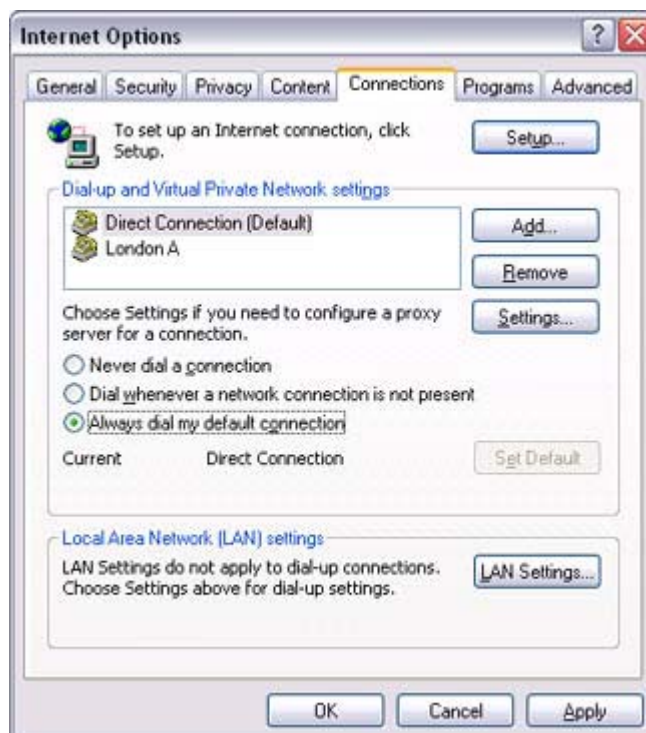 Internet Options
General Security Privacy Content Connections Programs Advanced
To set up an Internet connection, click
Setup.
Setup...
Dial-up and Virtual Private Network settings
Direct Connection (Default)
London A
Add...
Remove
Choose Settings if you need to configure a proxy
server for a connection.
Settings...
Never dial a connection
Dial whenever a network connection is not present
Always dial my default connection
Current Direct Connection Set Default
Local Area Network (LAN) settings
LAN Settings do not apply to dial-up connections.
Choose Settings above for dial-up settings.
LAN Settings...
OK Cancel Apply